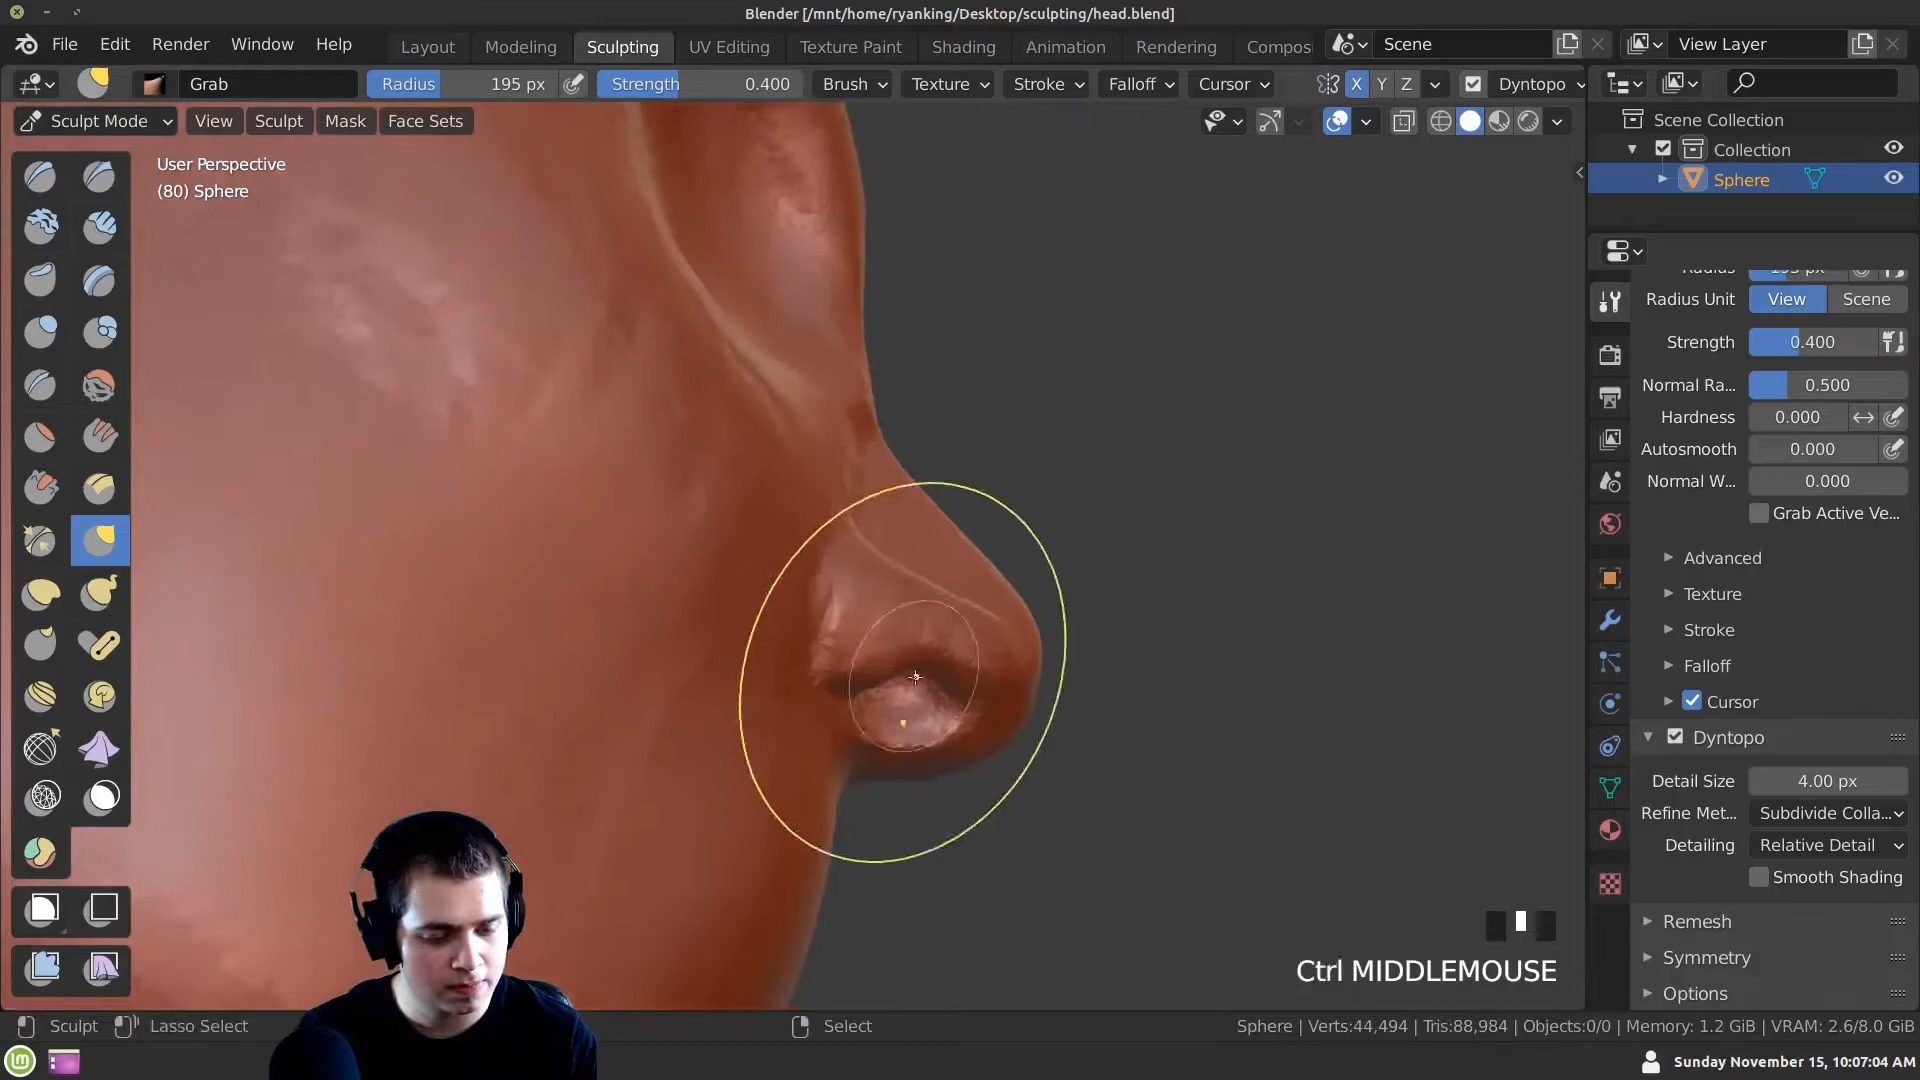 Blender [/mnt/home/ryanking/Desktop/sculpting/head.blend]
File Edit Render Window Help
Layout Modeling Sculpting UV Editing Texture Paint Shading Animation Rendering Compos
Scene
View Layer
Grab
Radius 195 px
Strength 0.400
Brush Texture Stroke Falloff Cursor
X Y Z
Dyntopo
Sculpt Mode View Sculpt Mask Face Sets
User Perspective
(80) Sphere
Scene Collection
Collection
Sphere
Radius Unit View Scene
Strength 0.400
Normal Ra... 0.500
Hardness 0.000
Autosmooth 0.000
Normal W... 0.000
Grab Active Ve...
Advanced
Texture
Stroke
Falloff
Cursor
Dyntopo
Detail Size 4.00 px
Refine Met... Subdivide Colla...
Detailing Relative Detail
Smooth Shading
Remesh
Symmetry
Options
Ctrl MIDDLEMOUSE
Sculpt
Lasso Select
Select
Sphere | Verts:44,494 | Tris:88,984 | Objects:0/0 | Memory: 1.2 GiB | VRAM: 2.6/8.0 GiB
Sunday November 15, 10:07:04 AM